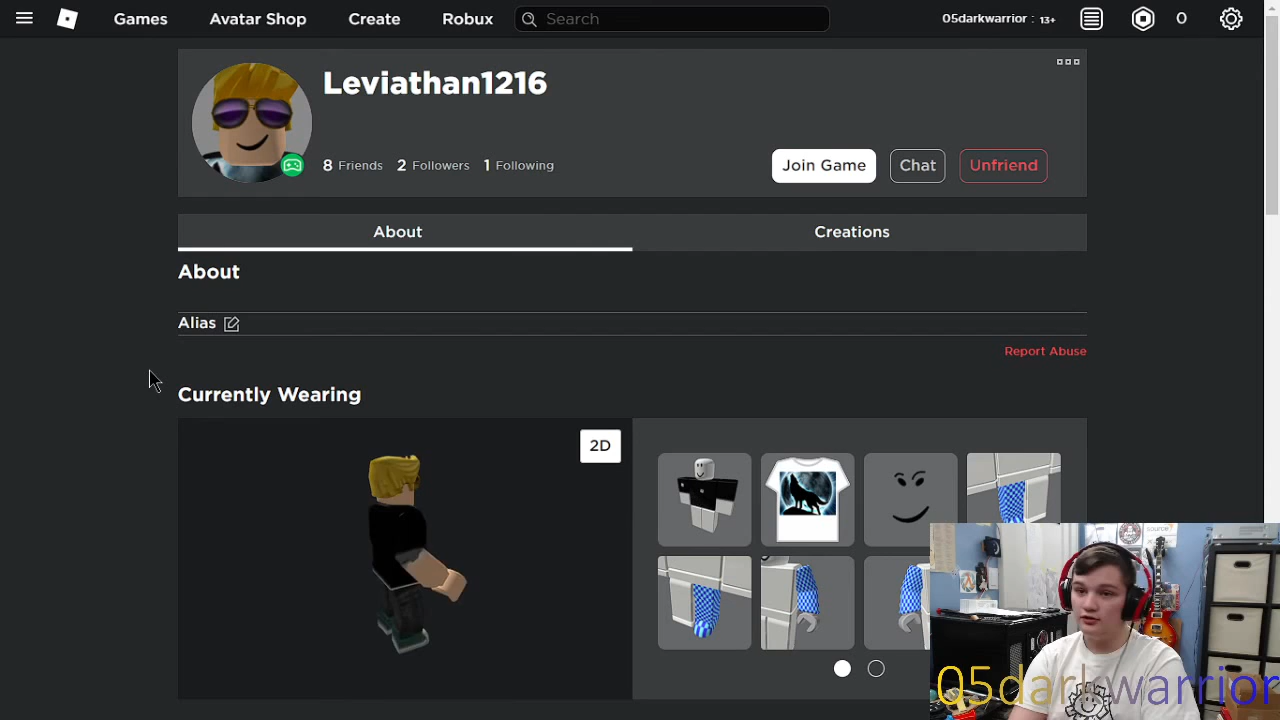 Games Avatar Shop Create Robux Search 05darkwarrior : 13+ 0
Leviathan1216
8 Friends 2 Followers 1 Following Join Game Chat Unfriend
About Creations
About
Alias
Report Abuse
Currently Wearing
2D
05darkwarrior